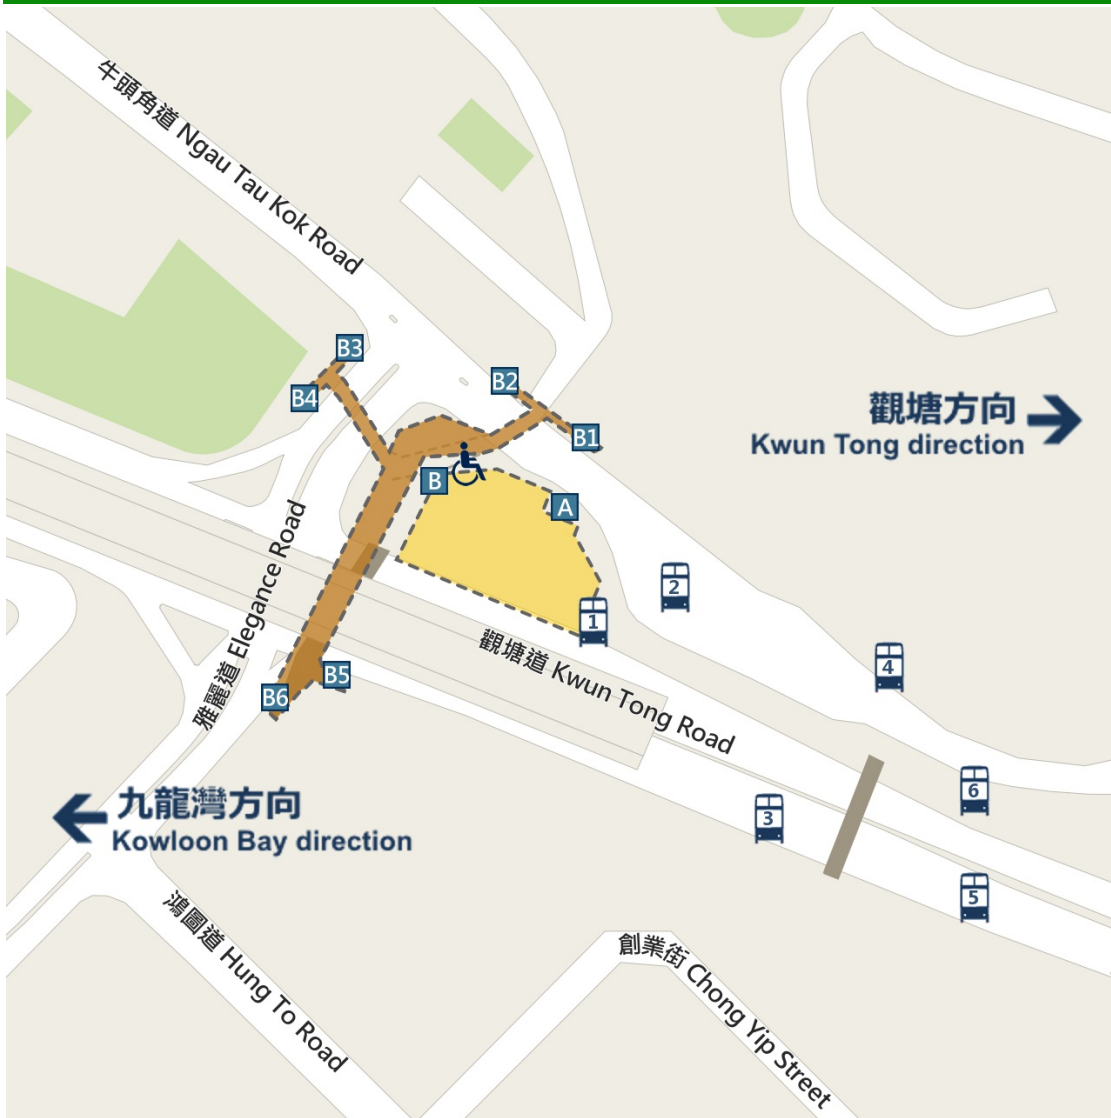 牛頭角道 Ngau Tau Kok Road
B3
B2
B4
B1
觀塘方向
Kwun Tong direction
B
A
雅麗道 Elegance Road
2
1
觀塘道 Kwun Tong Road
4
B5
B6
九龍灣方向
Kowloon Bay direction
6
3
5
鴻圖道 Hung To Road
創業街 Chong Yip Street